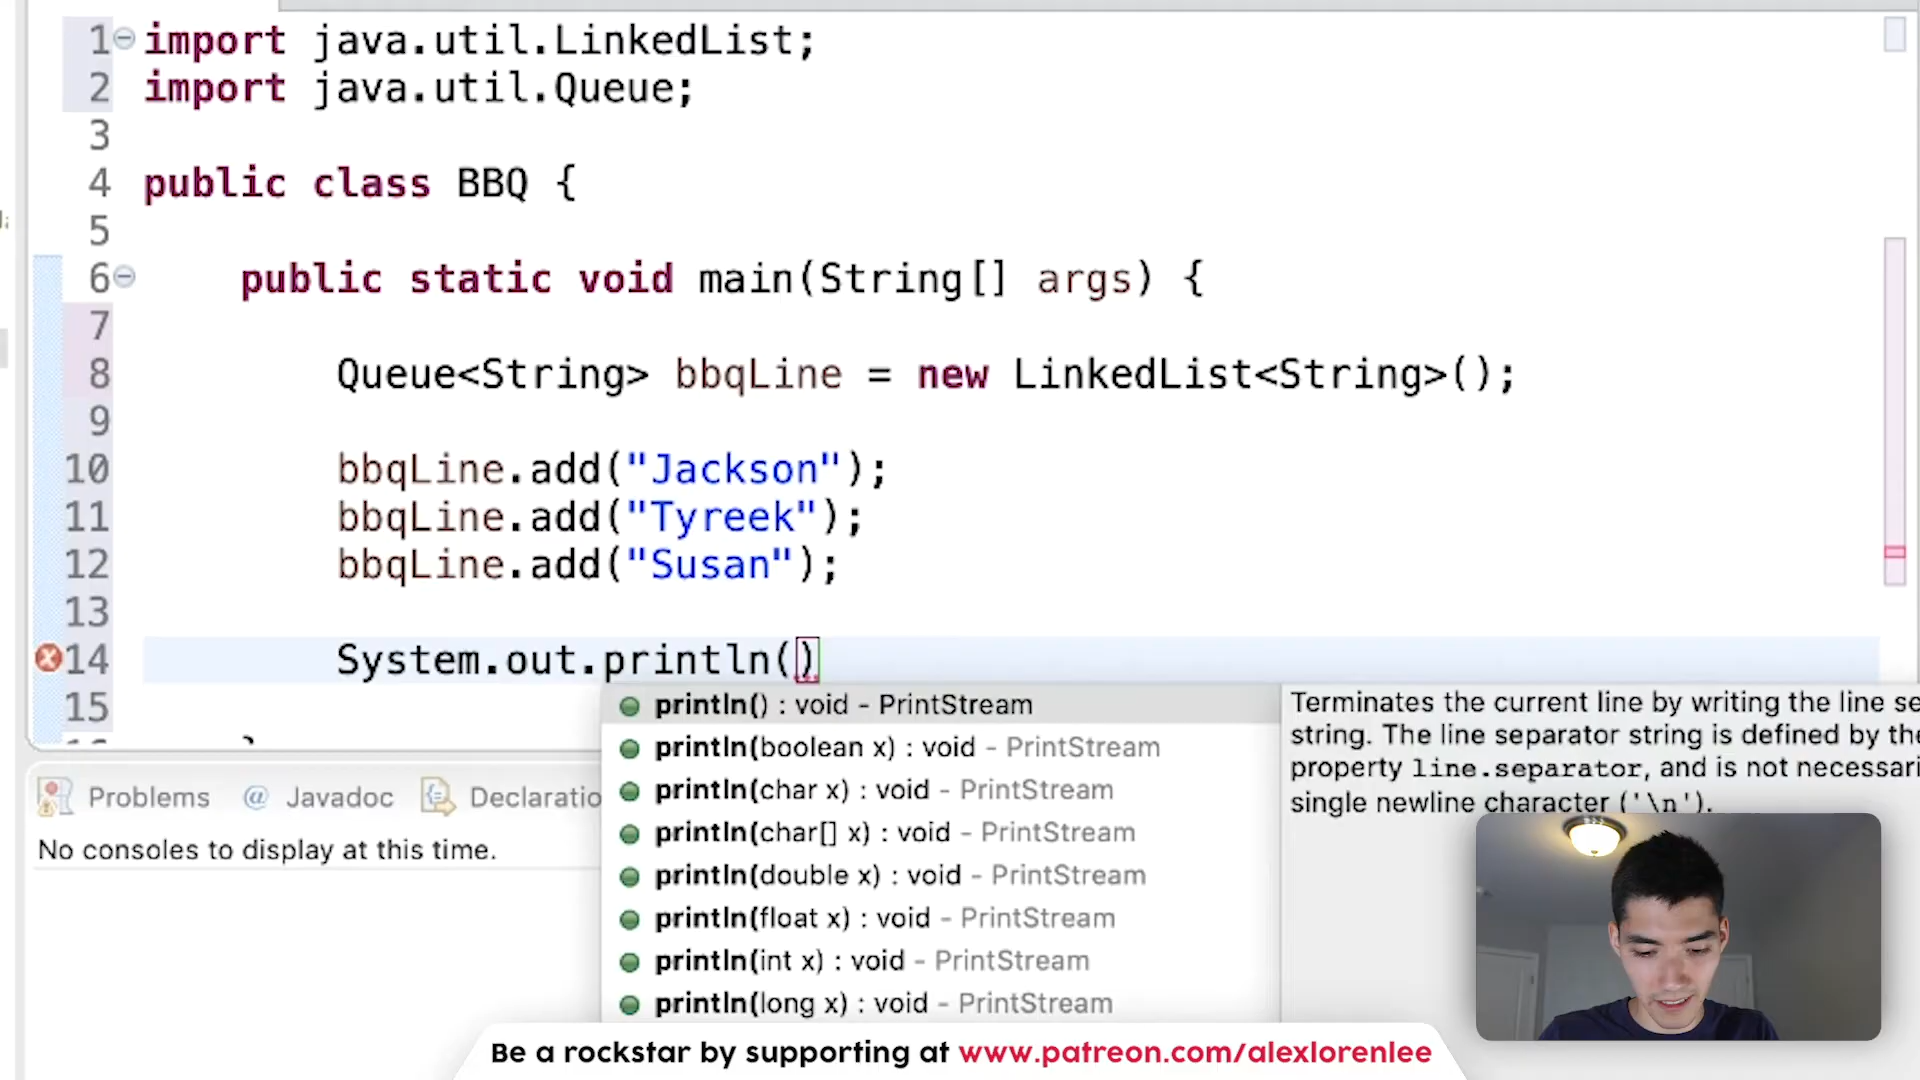 1 import java.util.LinkedList;
2 import java.util.Queue;
3
4 public class BBQ {
5
6 public static void main(String[] args) {
7
8 Queue<String> bbqLine = new LinkedList<String>();
9
10 bbqLine.add("Jackson");
11 bbqLine.add("Tyreek");
12 bbqLine.add("Susan");
13
14 System.out.println()
15
println() : void - PrintStream
println(boolean x) : void - PrintStream
println(char x) : void - PrintStream
println(char[] x) : void - PrintStream
println(double x) : void - PrintStream
println(float x) : void - PrintStream
println(int x) : void - PrintStream
println(long x) : void - PrintStream
Terminates the current line by writing the line se
string. The line separator string is defined by the
property line.separator, and is not necessari
single newline character ('\n').
Problems @ Javadoc Declaratio
No consoles to display at this time.
Be a rockstar by supporting at www.patreon.com/alexlorenlee